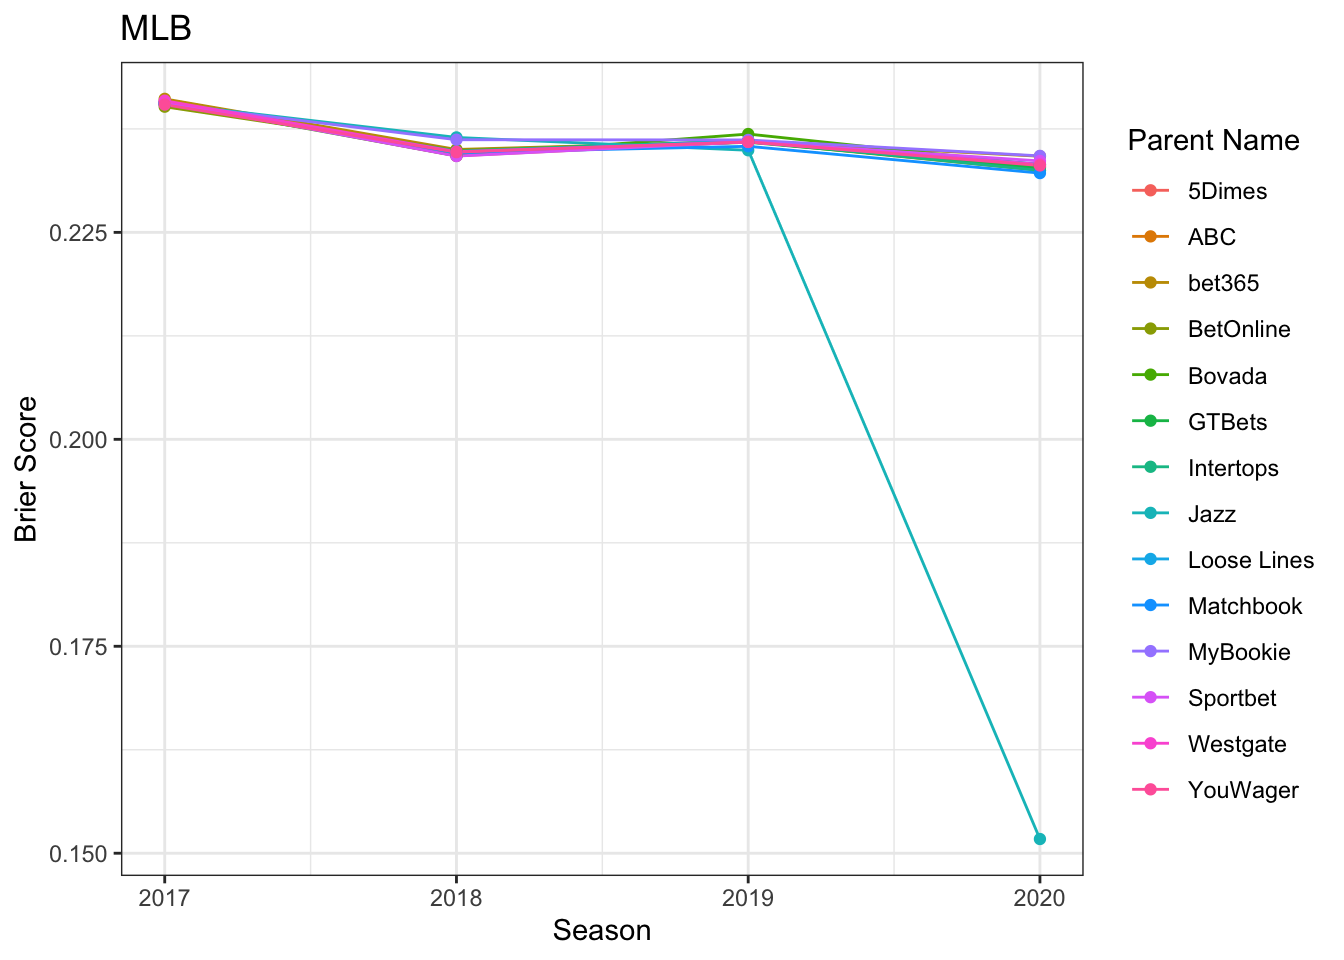 MLB
Brier Score
0.225
0.200
0.175
0.150
2017
2018
2019
2020
Season
Parent Name
5Dimes
ABC
bet365
BetOnline
Bovada
GTBets
Intertops
Jazz
Loose Lines
Matchbook
MyBookie
Sportbet
Westgate
YouWager